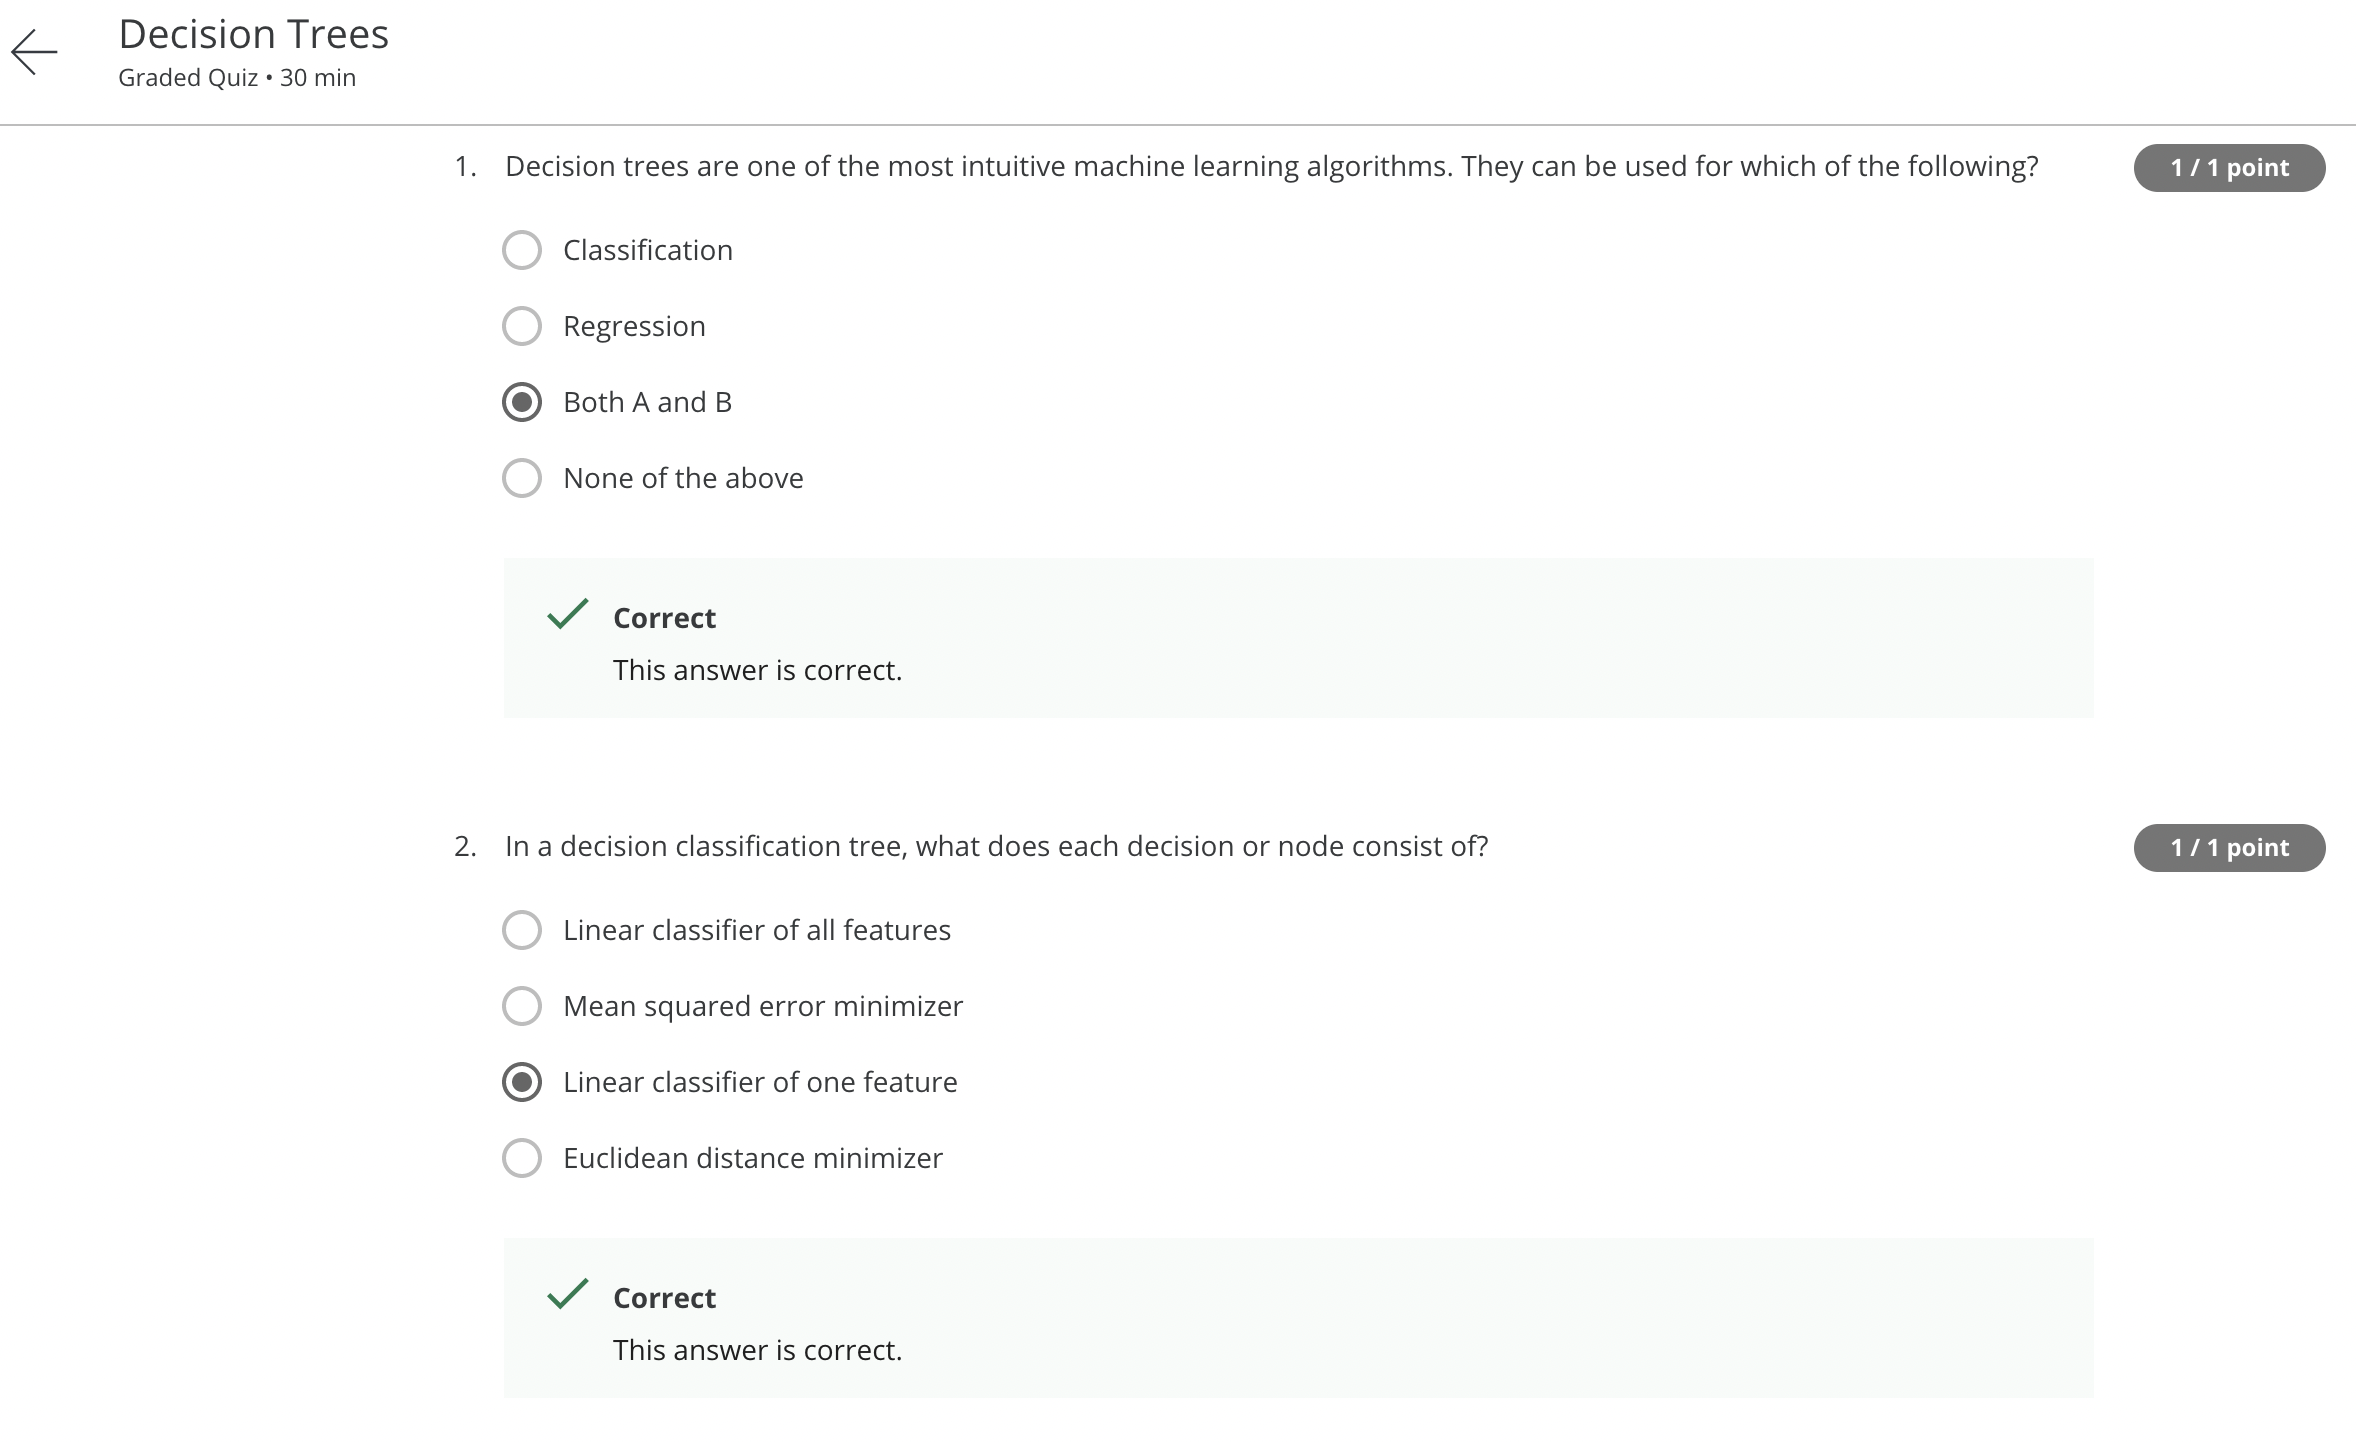 Decision Trees
Graded Quiz • 30 min
1. Decision trees are one of the most intuitive machine learning algorithms. They can be used for which of the following?
1 / 1 point
Classification
Regression
Both A and B
None of the above
Correct
This answer is correct.
2. In a decision classification tree, what does each decision or node consist of?
1 / 1 point
Linear classifier of all features
Mean squared error minimizer
Linear classifier of one feature
Euclidean distance minimizer
Correct
This answer is correct.